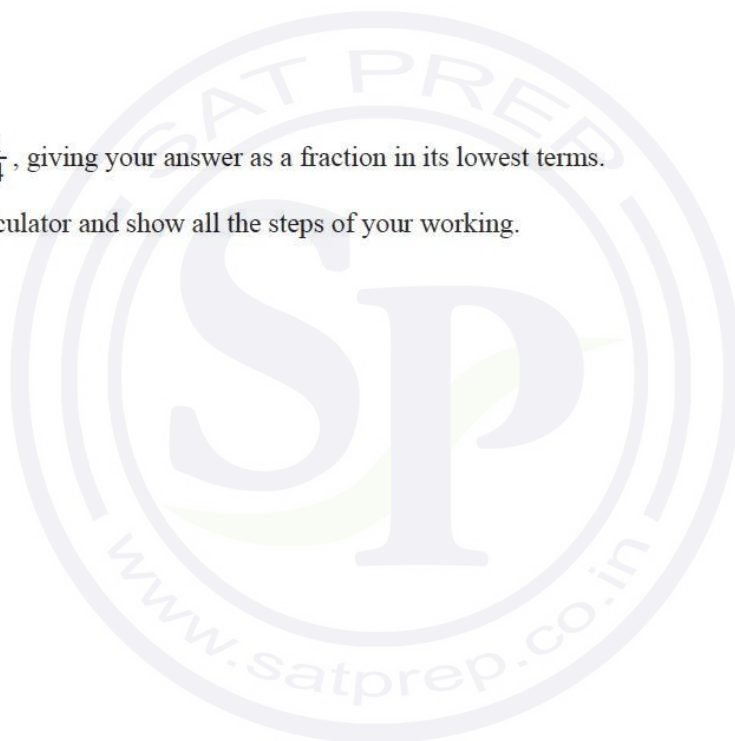 , giving your answer as a fraction in its lowest terms.
and show all the steps of your working.
SAT PREP
SP
www.satprep.co.in